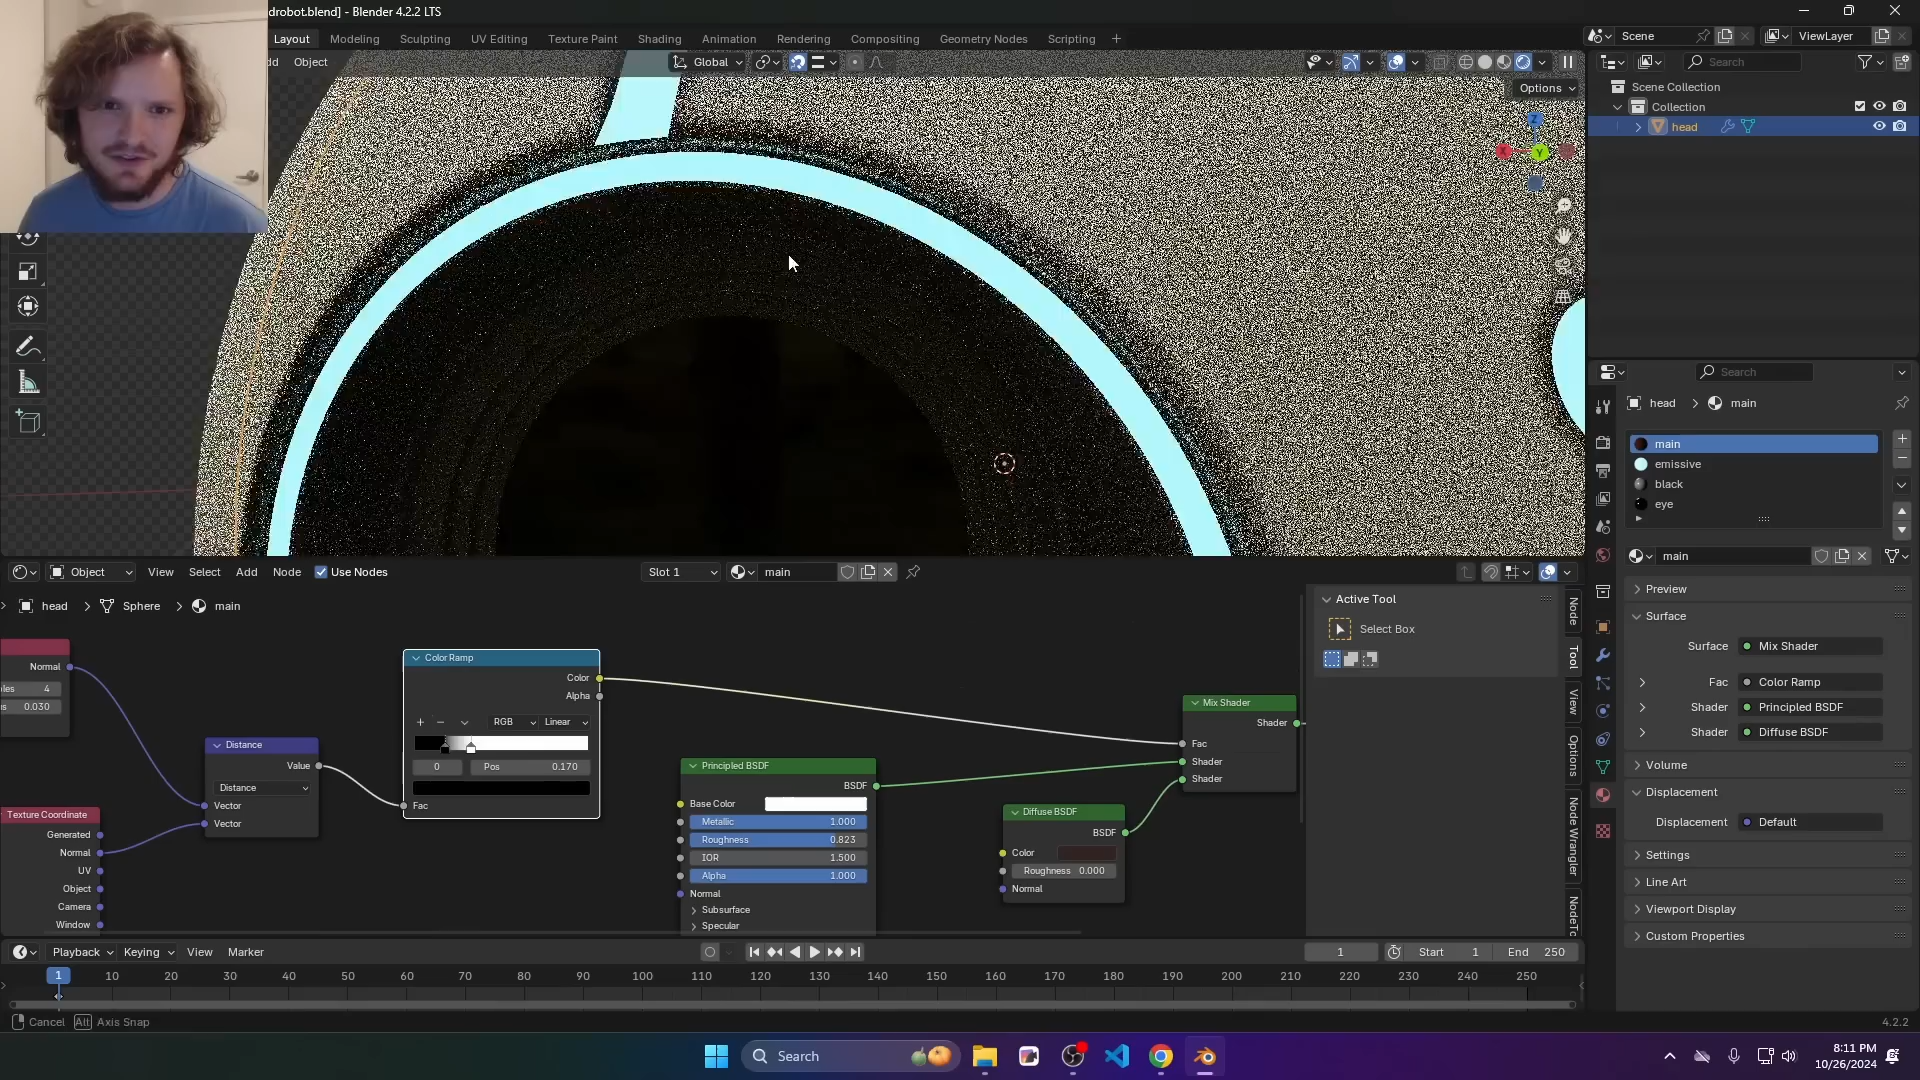 drobot.blend] - Blender 4.2.2 LTS
Layout Modeling Sculpting UV Editing Texture Paint Shading Animation Rendering Compositing Geometry Nodes Scripting +
Scene ViewLayer
dd Object Global
Search
Options
Scene Collection
Collection
head
Z
X Y
Search
head > main
main
emissive
black
eye
main
Preview
Surface
Surface Mix Shader
Fac Color Ramp
Shader Principled BSDF
Shader Diffuse BSDF
Volume
Displacement
Displacement Default
Settings
Line Art
Viewport Display
Custom Properties
Object View Select Add Node Use Nodes Slot 1 main
head > Sphere > main
Active Tool
Select Box
Node
Tool
View
Options
Node Wrangler
Normal
les 4
s 0.030
Color Ramp
Color
Alpha
+ − RGB Linear
0 Pos 0.170
Fac
Distance
Value
Distance
Vector
Vector
Texture Coordinate
Generated
Normal
UV
Object
Camera
Window
Principled BSDF
BSDF
Base Color
Metallic 1.000
Roughness 0.823
IOR 1.500
Alpha 1.000
Normal
Subsurface
Specular
Diffuse BSDF
BSDF
Color
Roughness 0.000
Normal
Mix Shader
Shader
Fac
Shader
Shader
Playback Keying View Marker 1 Start 1 End 250
1 10 20 30 40 50 60 70 80 90 100 110 120 130 140 150 160 170 180 190 200 210 220 230 240 250
Cancel Alt Axis Snap 4.2.2
Search
8:11 PM
10/26/2024